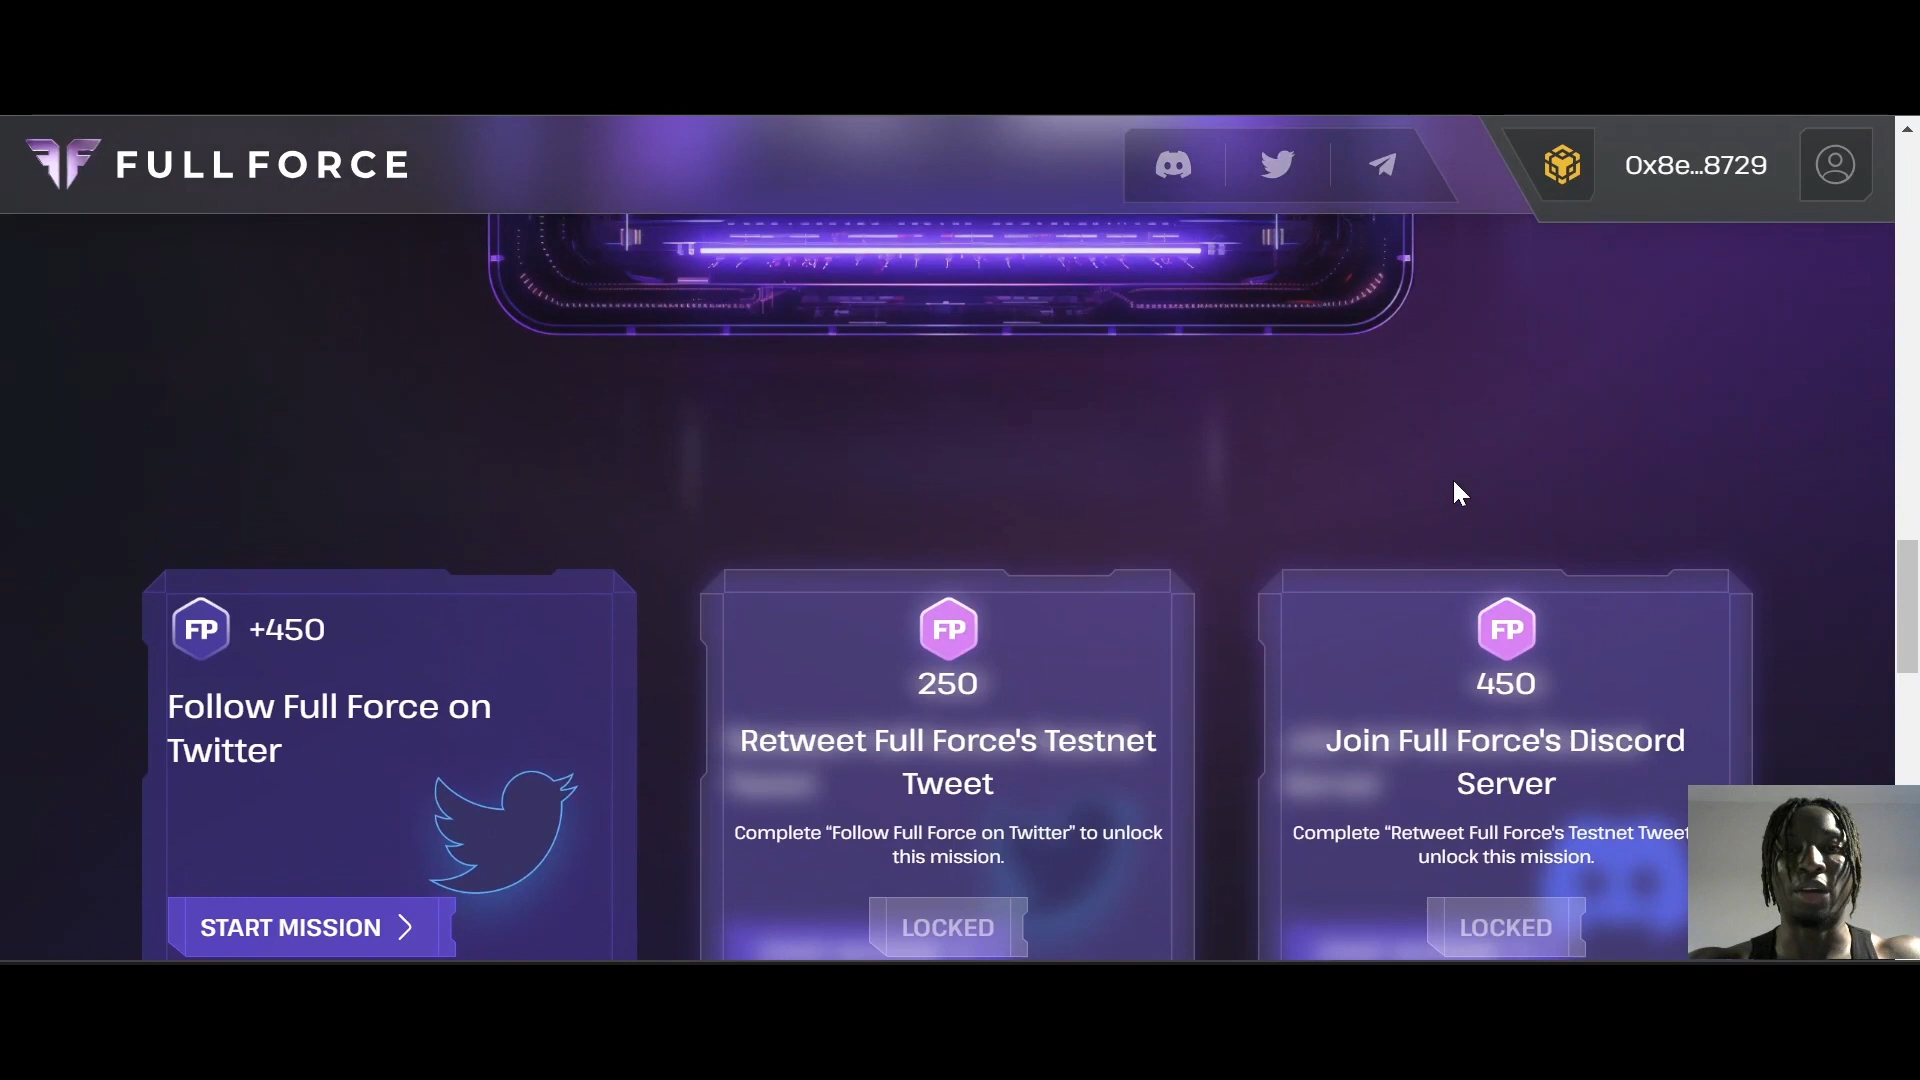 FULL FORCE
0x8e...8729
FP +450
Follow Full Force on
Twitter
START MISSION
FP
250
Retweet Full Force's Testnet
Tweet
Complete “Follow Full Force on Twitter” to unlock
this mission.
LOCKED
FP
450
Join Full Force's Discord
Server
Complete “Retweet Full Force's Testnet Tweet
unlock this mission.
LOCKED